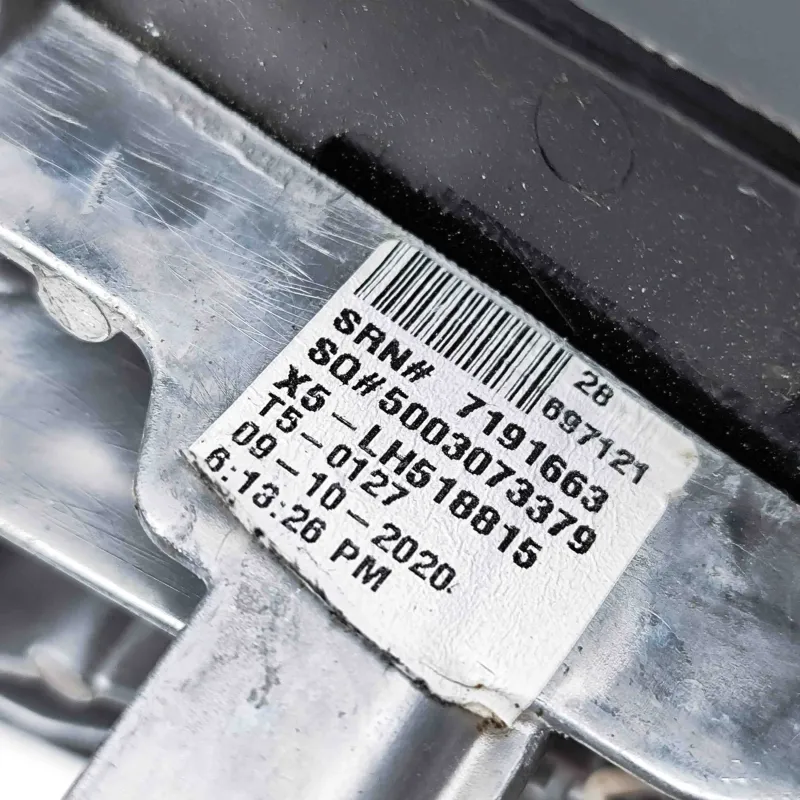 28
697121
SRN# 7191663
SQ#5003073379
X5-LH518815
T5-0127
09-10-2020
6:13:26 PM